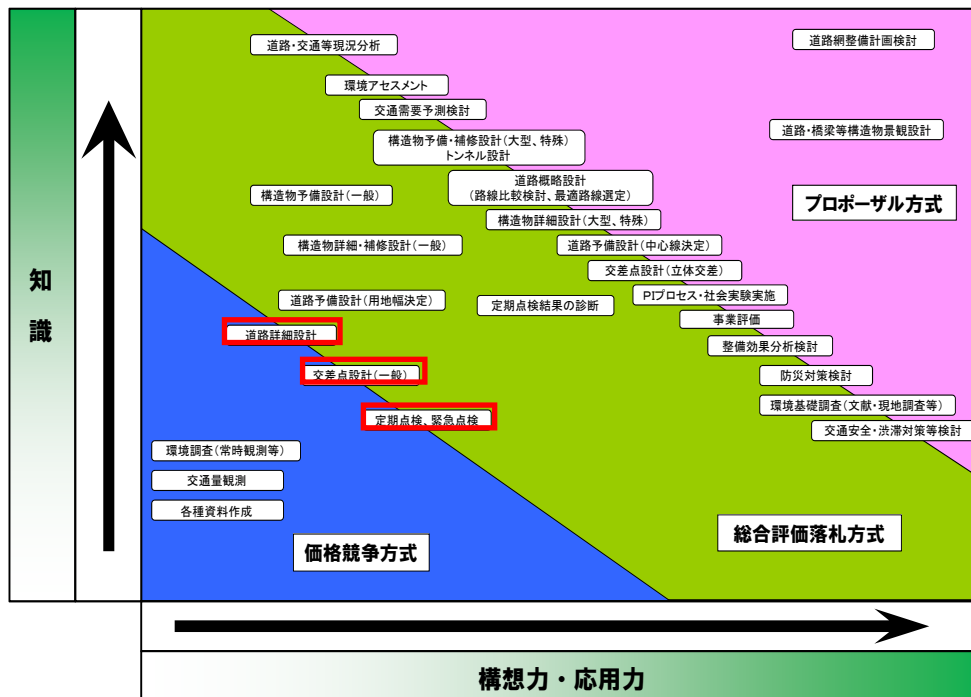 道路・交通等現況分析
道路網整備計画検討
環境アセスメント
交通需要予測検討
道路・橋梁等構造物景観設計
構造物予備・補修設計(大型、特殊)
トンネル設計
道路概略設計
(路線比較検討、最適路線選定)
構造物予備設計(一般)
プロポーザル方式
構造物詳細設計(大型、特殊)
構造物詳細・補修設計(一般)
道路予備設計(中心線決定)
交差点設計(立体交差)
知識
道路予備設計(用地幅決定)
定期点検結果の診断
PIプロセス・社会実験実施
事業評価
道路詳細設計
整備効果分析検討
交差点設計(一般)
防災対策検討
環境基礎調査(文献・現地調査等)
定期点検、緊急点検
交通安全・渋滞対策等検討
環境調査(常時観測等)
交通量観測
各種資料作成
総合評価落札方式
価格競争方式
構想力・応用力